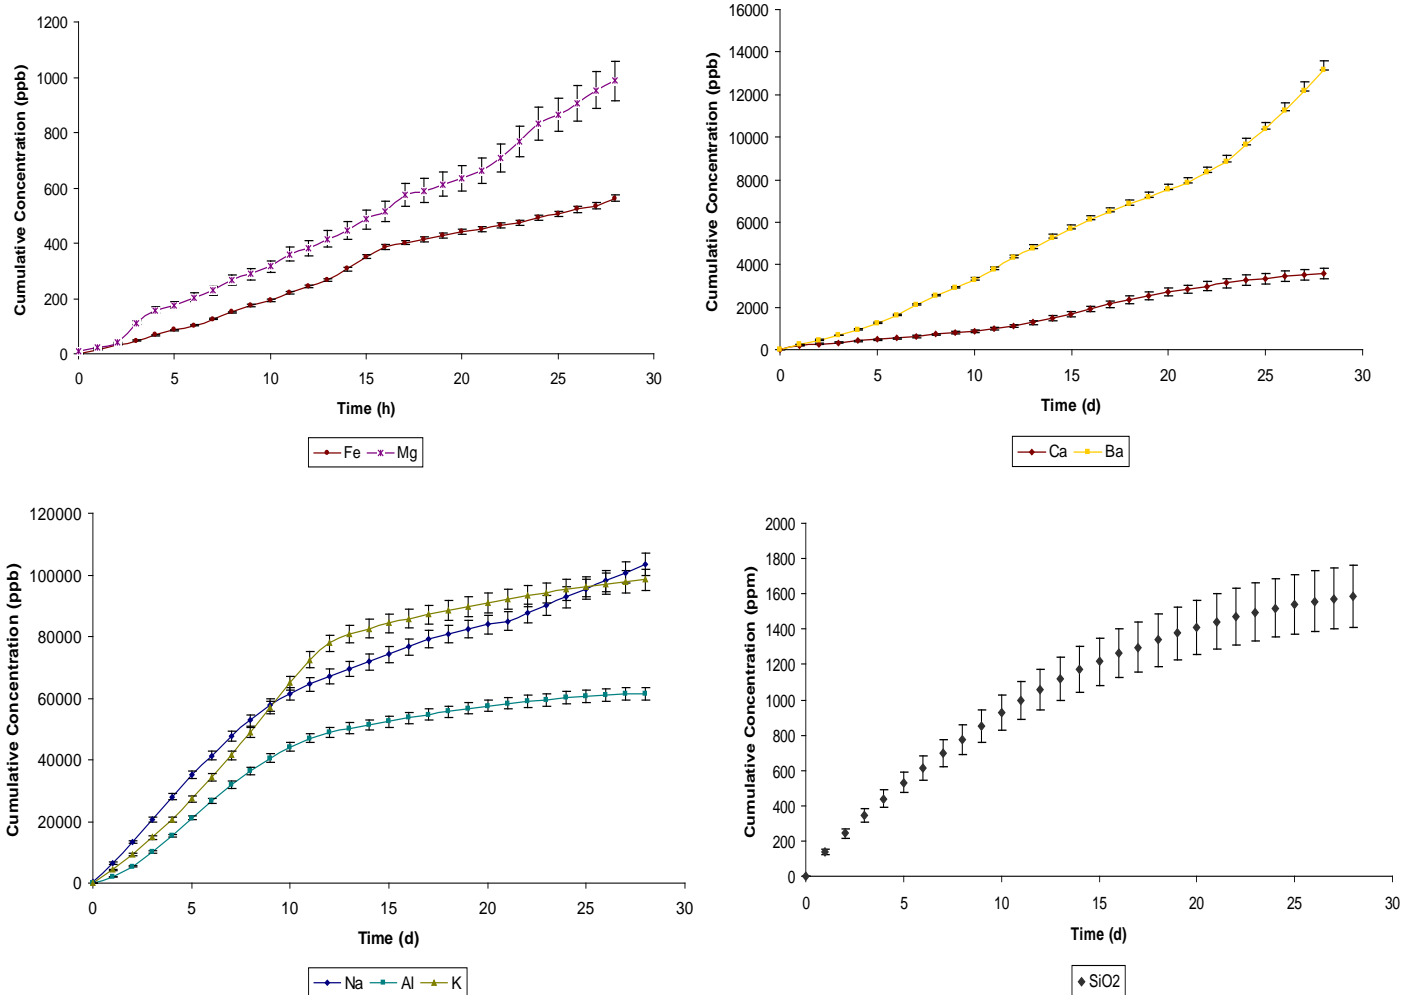 1200
1000
800
600
400
200
0
0 5 10 15 20 25 30
Cumulative Concentration (ppb)
Time (h)
Fe Mg
16000
14000
12000
10000
8000
6000
4000
2000
0
0 5 10 15 20 25 30
Cumulative Concentration (ppb)
Time (d)
Ca Ba
120000
100000
80000
60000
40000
20000
0
0 5 10 15 20 25 30
Cumulative Concentration (ppb)
Time (d)
Na Al K
2000
1800
1600
1400
1200
1000
800
600
400
200
0
0 5 10 15 20 25 30
Cumulative Concentration (ppm)
Time (d)
SiO2